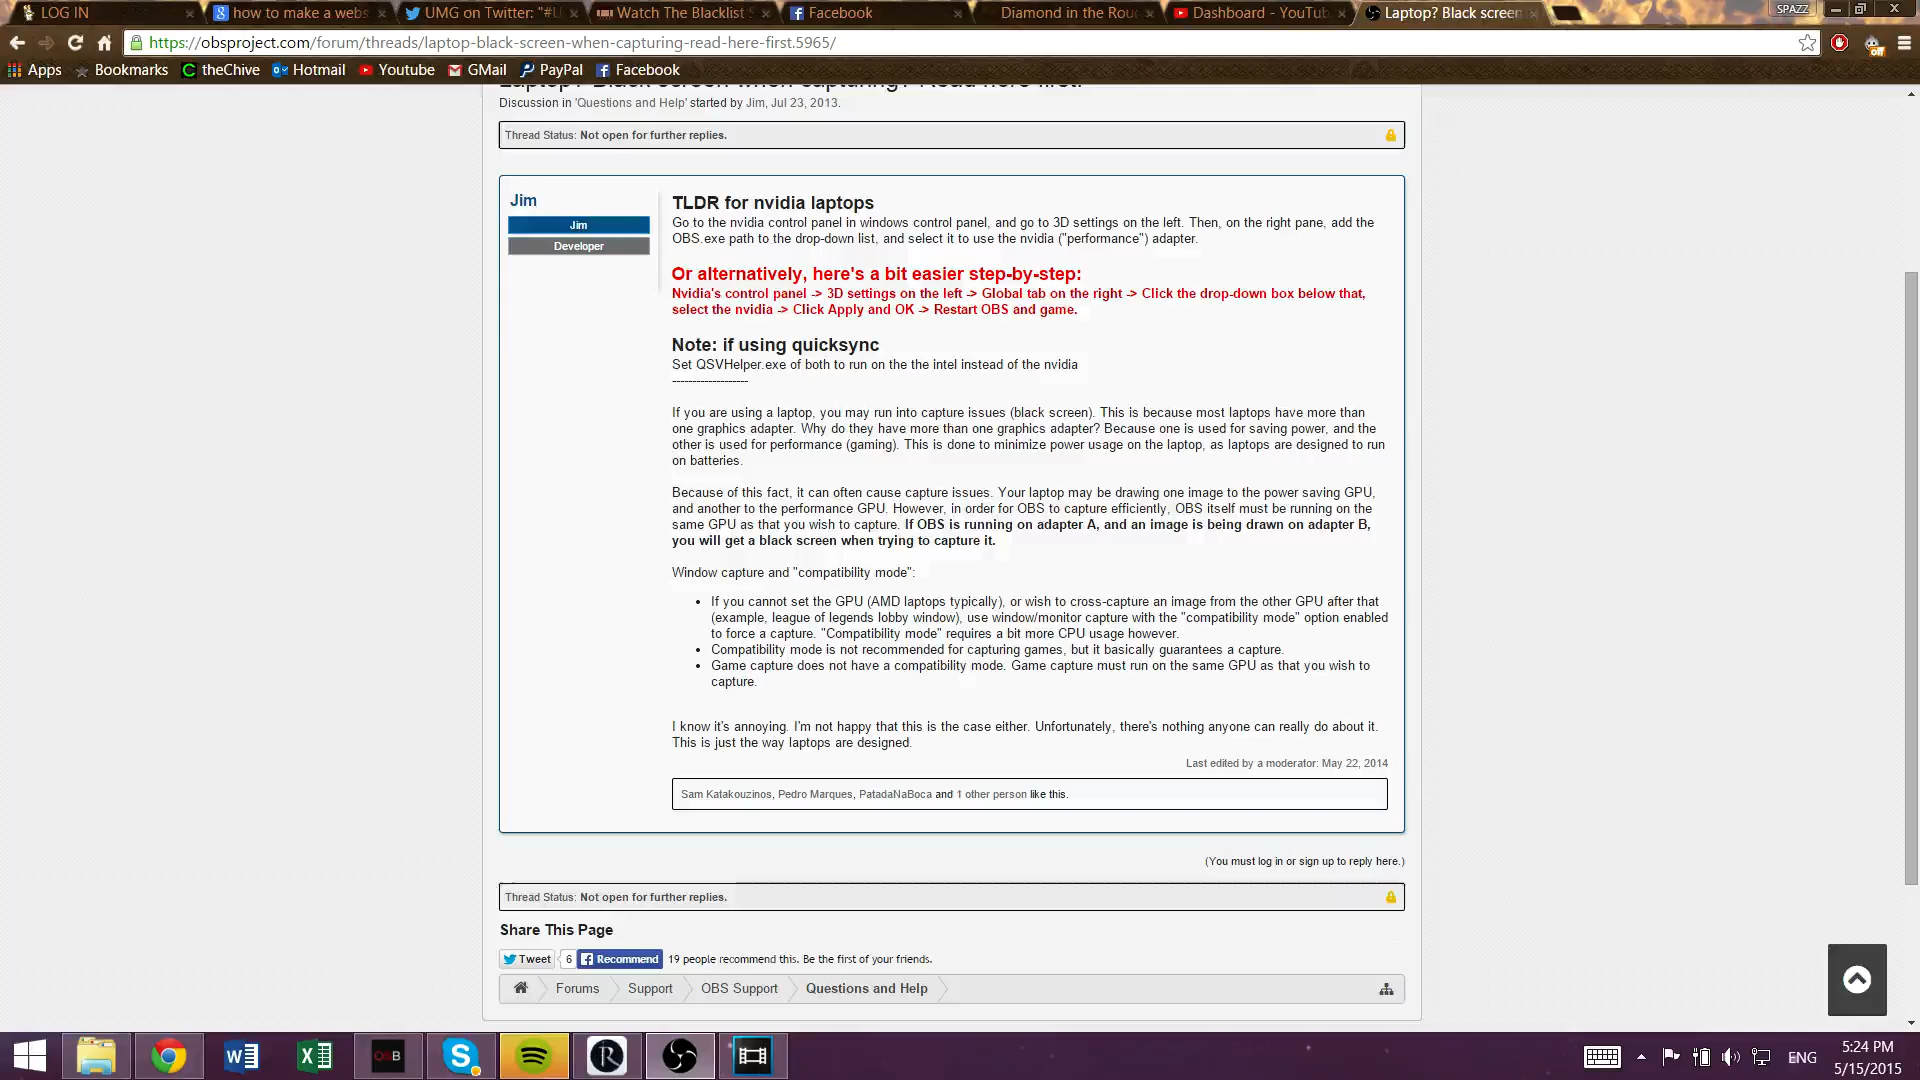 LOG IN
how to make a webs
UMG on Twitter: "#U
Watch The Blacklist S
Facebook
Diamond in the Rou
Dashboard - YouTub
Laptop? Black screen
SPAZZ
https://obsproject.com/forum/threads/laptop-black-screen-when-capturing-read-here-first.5965/
Apps
Bookmarks
theChive
Hotmail
Youtube
GMail
PayPal
Facebook
Laptop? Black screen when capturing? Read here first!
Discussion in 'Questions and Help' started by Jim, Jul 23, 2013.
Thread Status: Not open for further replies.
Jim
Jim
Developer
TLDR for nvidia laptops
Go to the nvidia control panel in windows control panel, and go to 3D settings on the left. Then, on the right pane, add the
OBS.exe path to the drop-down list, and select it to use the nvidia ("performance") adapter.
Or alternatively, here's a bit easier step-by-step:
Nvidia's control panel -> 3D settings on the left -> Global tab on the right -> Click the drop-down box below that,
select the nvidia -> Click Apply and OK -> Restart OBS and game.
Note: if using quicksync
Set QSVHelper.exe of both to run on the the intel instead of the nvidia
-------------------
If you are using a laptop, you may run into capture issues (black screen). This is because most laptops have more than
one graphics adapter. Why do they have more than one graphics adapter? Because one is used for saving power, and the
other is used for performance (gaming). This is done to minimize power usage on the laptop, as laptops are designed to run
on batteries.
Because of this fact, it can often cause capture issues. Your laptop may be drawing one image to the power saving GPU,
and another to the performance GPU. However, in order for OBS to capture efficiently, OBS itself must be running on the
same GPU as that you wish to capture. If OBS is running on adapter A, and an image is being drawn on adapter B,
you will get a black screen when trying to capture it.
Window capture and "compatibility mode":
• If you cannot set the GPU (AMD laptops typically), or wish to cross-capture an image from the other GPU after that
(example, league of legends lobby window), use window/monitor capture with the "compatibility mode" option enabled
to force a capture. "Compatibility mode" requires a bit more CPU usage however.
• Compatibility mode is not recommended for capturing games, but it basically guarantees a capture.
• Game capture does not have a compatibility mode. Game capture must run on the same GPU as that you wish to
capture.
I know it's annoying. I'm not happy that this is the case either. Unfortunately, there's nothing anyone can really do about it.
This is just the way laptops are designed.
Last edited by a moderator: May 22, 2014
Sam Katakouzinos, Pedro Marques, PatadaNaBoca and 1 other person like this.
(You must log in or sign up to reply here.)
Thread Status: Not open for further replies.
Share This Page
Tweet
6
Recommend
19 people recommend this. Be the first of your friends.
Forums
Support
OBS Support
Questions and Help
ENG
5:24 PM
5/15/2015